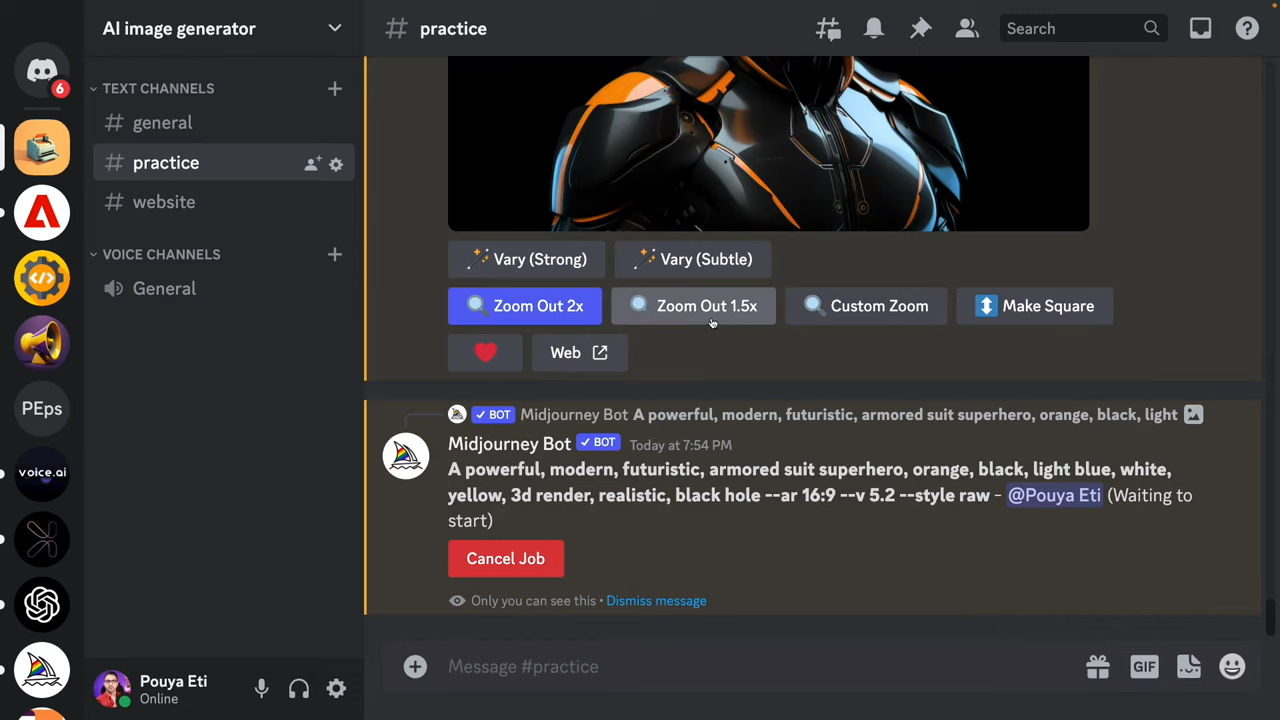 AI image generator
practice
Search
6
TEXT CHANNELS
general
practice
website
VOICE CHANNELS
General
PEps
voice.ai
Vary (Strong)
Vary (Subtle)
Zoom Out 2x
Zoom Out 1.5x
Custom Zoom
Make Square
Web
BOT Midjourney Bot A powerful, modern, futuristic, armored suit superhero, orange, black, light
Midjourney Bot BOT Today at 7:54 PM
A powerful, modern, futuristic, armored suit superhero, orange, black, light blue, white,
yellow, 3d render, realistic, black hole --ar 16:9 --v 5.2 --style raw - @Pouya Eti (Waiting to
start)
Cancel Job
Only you can see this • Dismiss message
Message #practice
GIF
Pouya Eti
Online